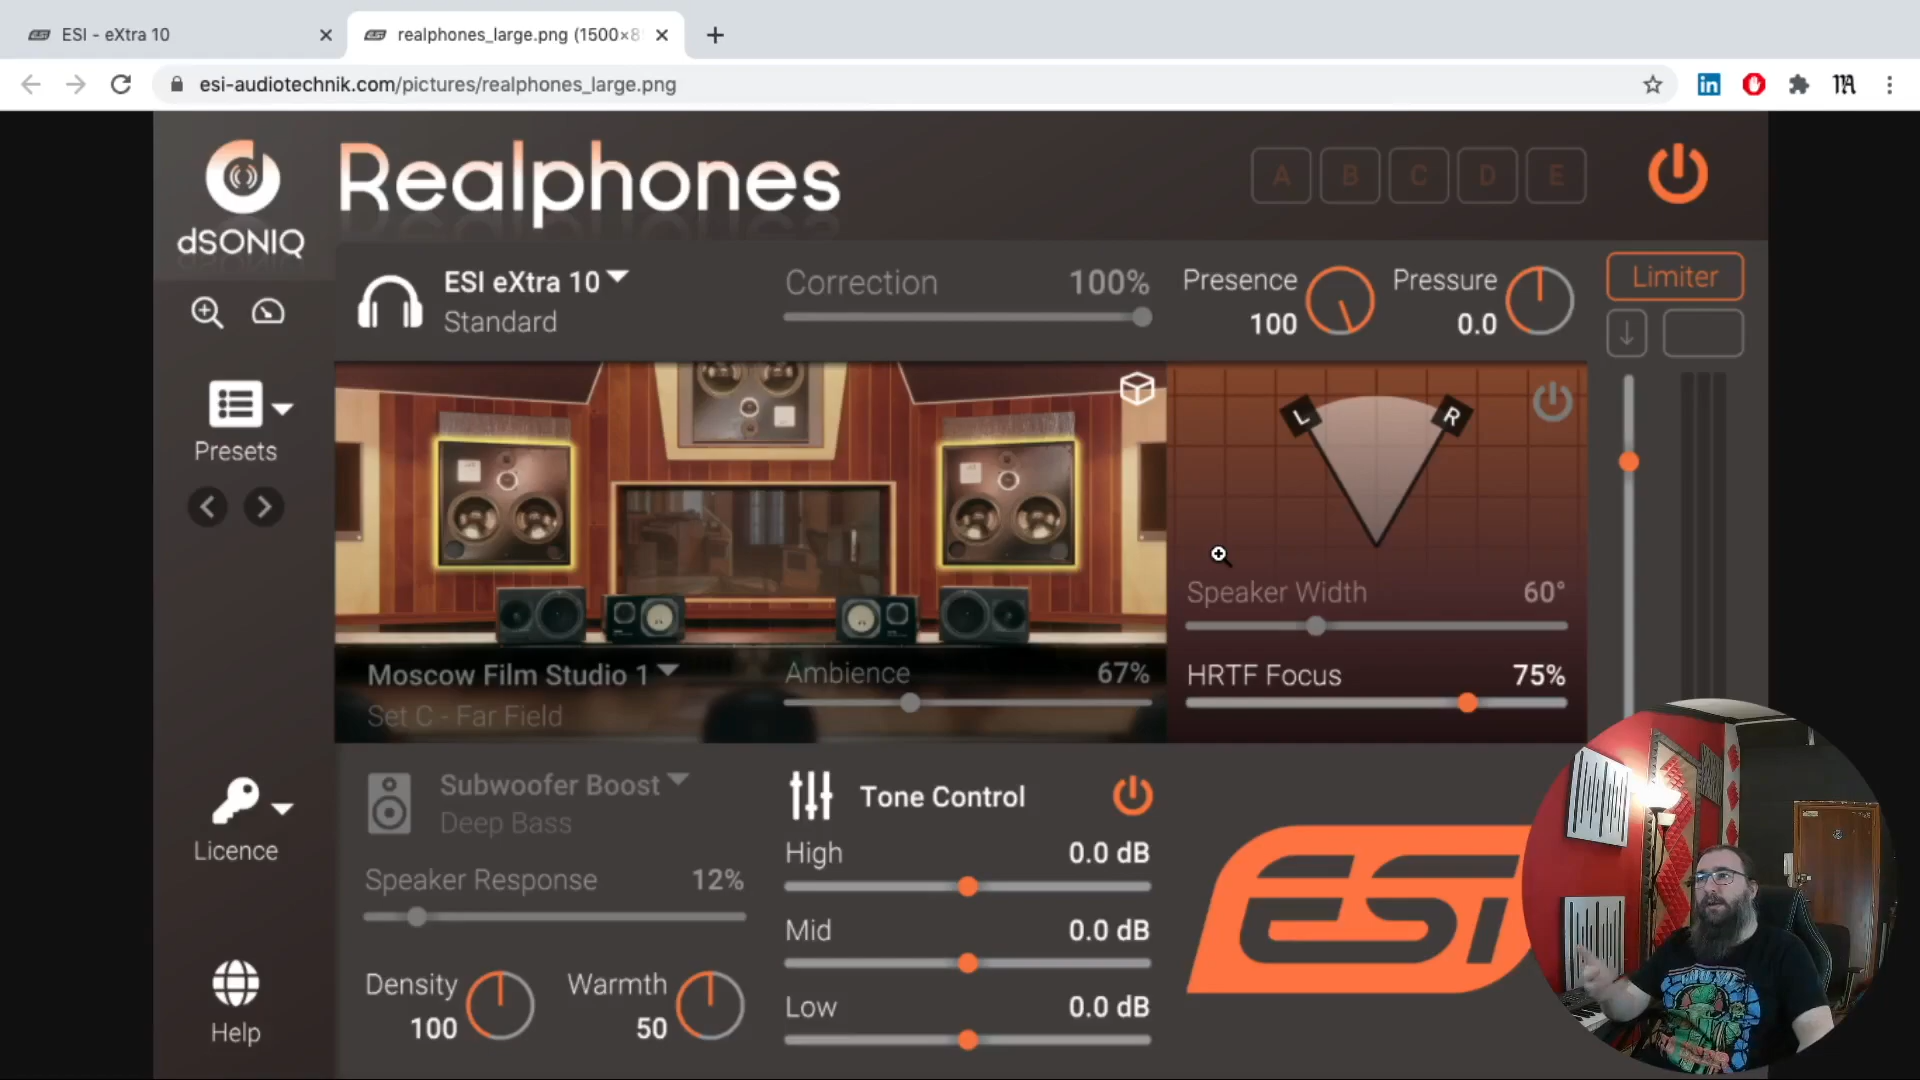 ESI - eXtra 10
realphones_large.png (1500×8
esi-audiotechnik.com/pictures/realphones_large.png
in
dSONIQ
Realphones
A B C D E
ESI eXtra 10
Standard
Correction 100%
Presence
100
Pressure
0.0
Limiter
Presets
L R
Speaker Width 60°
Moscow Film Studio 1
Set C - Far Field
Ambience 67%
HRTF Focus 75%
Licence
Subwoofer Boost
Deep Bass
Speaker Response 12%
Density
100
Warmth
50
Tone Control
High 0.0 dB
Mid 0.0 dB
Low 0.0 dB
ESI
Help